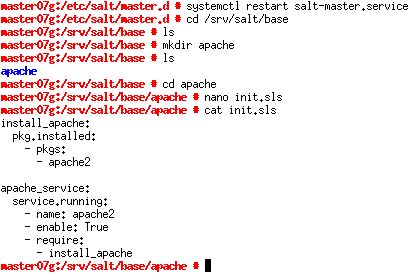 master07g:/etc/salt/master.d # systemctl restart salt-master.service
master07g:/etc/salt/master.d # cd /srv/salt/base
master07g:/srv/salt/base # ls
master07g:/srv/salt/base # mkdir apache
master07g:/srv/salt/base # ls
apache
master07g:/srv/salt/base # cd apache
master07g:/srv/salt/base/apache # nano init.sls
master07g:/srv/salt/base/apache # cat init.sls
install_apache:
  pkg.installed:
    - pkgs:
      - apache2

apache_service:
  service.running:
    - name: apache2
    - enable: True
    - require:
      - install_apache
master07g:/srv/salt/base/apache #